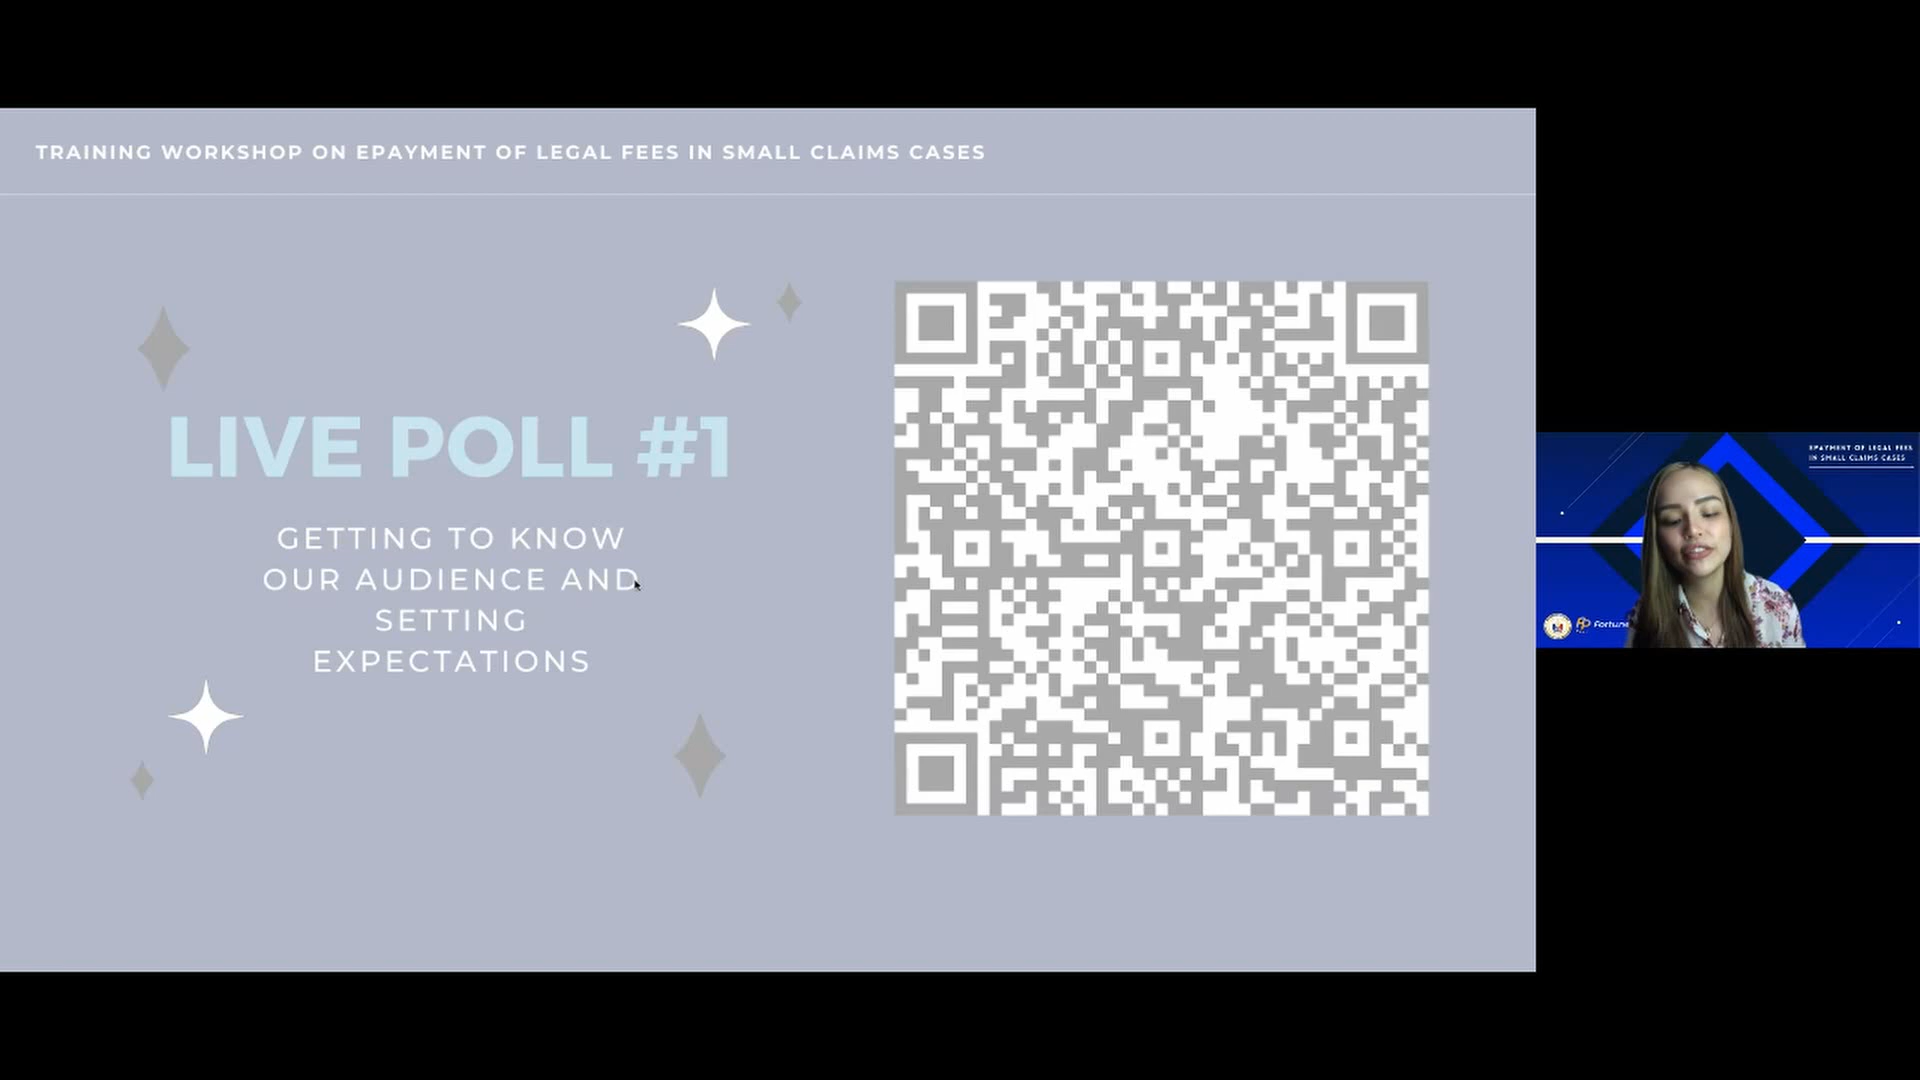 TRAINING WORKSHOP ON EPAYMENT OF LEGAL FEES IN SMALL CLAIMS CASES
LIVE POLL #1
GETTING TO KNOW
OUR AUDIENCE AND
SETTING
EXPECTATIONS
EPAYMENT OF LEGAL FEES
IN SMALL CLAIMS CASES
Fortune